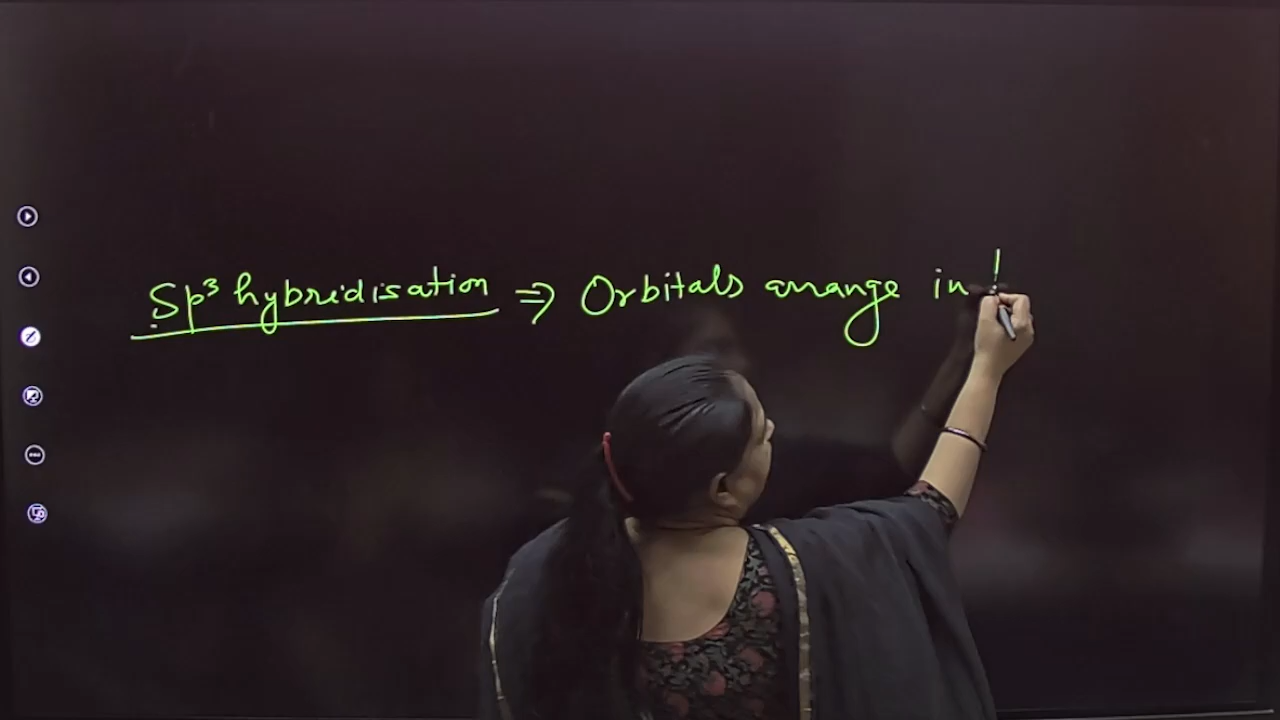 Sp³ hybridisation ⇒ Orbitals arrange in